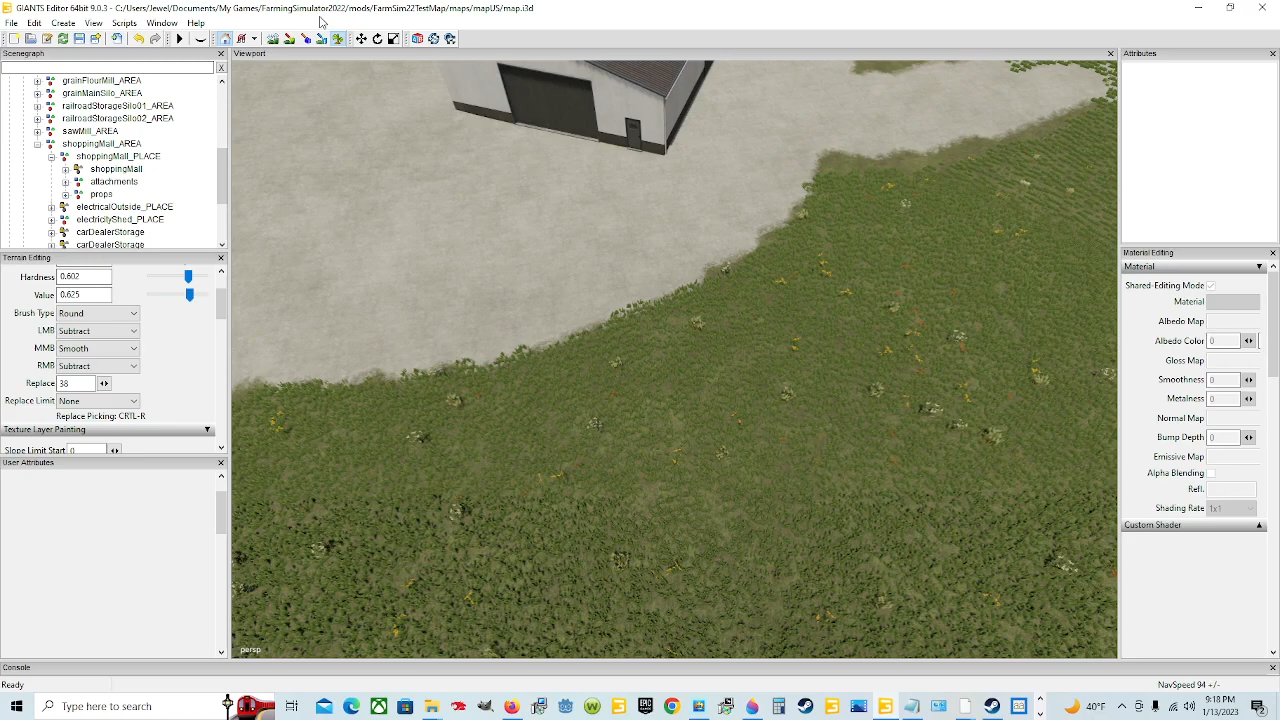 GIANTS Editor 64bit 9.0.3 - C:/Users/Jewel/Documents/My Games/FarmingSimulator2022/mods/FarmSim22TestMap/maps/mapUS/map.i3d
File Edit Create View Scripts Window Help
Scenegraph
X
grainFlourMill_AREA
grainMainSilo_AREA
railroadStorageSilo01_AREA
railroadStorageSilo02_AREA
sawMill_AREA
shoppingMall_AREA
shoppingMall_PLACE
shoppingMall
attachments
props
electricalOutside_PLACE
electricityShed_PLACE
carDealerStorage
carDealerStorage
Terrain Editing
Hardness 0.602
Value 0.625
Brush Type Round
LMB Subtract
MMB Smooth
RMB Subtract
Replace 38
Replace Limit None
Replace Picking: CRTL-R
Texture Layer Painting
Slope Limit Start 0
User Attributes
Viewport
persp
Attributes
Material Editing
Material
Shared-Editing Mode
Material
Albedo Map
Albedo Color 0
Gloss Map
Smoothness 0
Metalness 0
Normal Map
Bump Depth 0
Emissive Map
Alpha Blending
Refl.
Shading Rate 1x1
Custom Shader
Console
Ready
NavSpeed 94 +/-
Type here to search
40°F
9:18 PM
1/13/2023
2